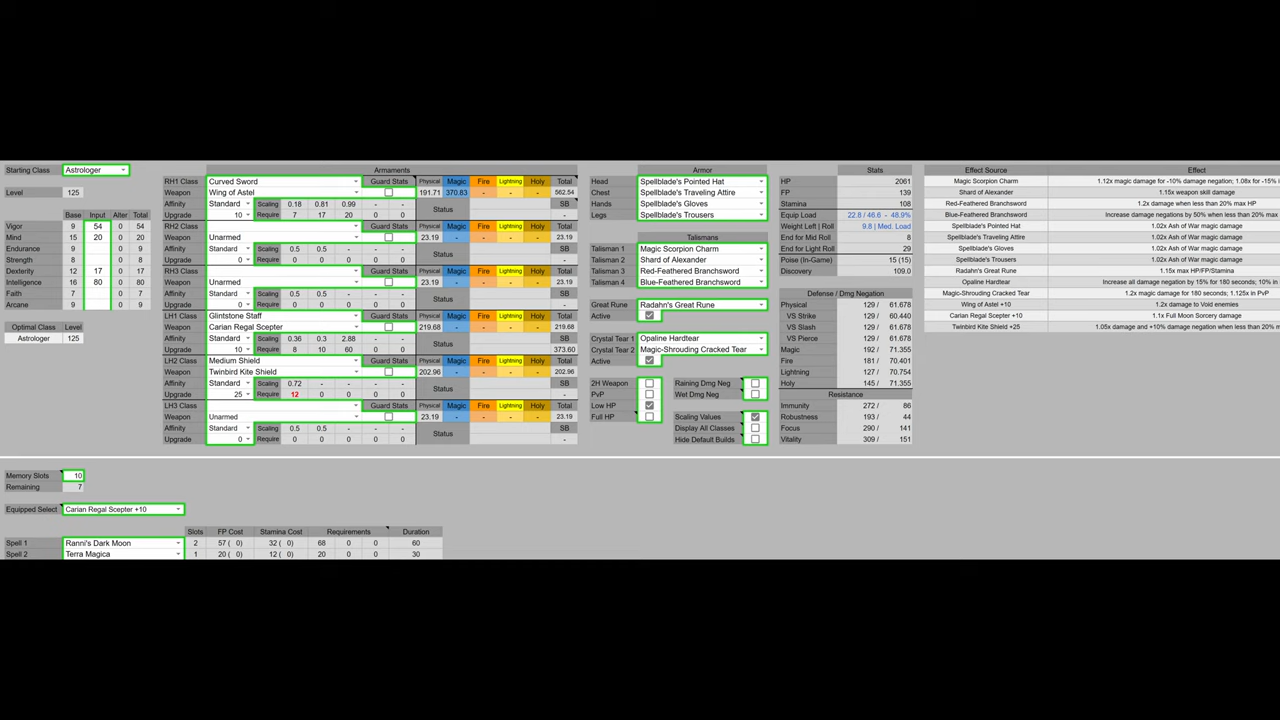 Starting Class Astrologer
Level 125
Base Input Alter Total
Vigor 9 54 0 54
Mind 15 20 0 20
Endurance 9 0 9
Strength 8 0 8
Dexterity 12 17 0 17
Intelligence 16 80 0 80
Faith 7 0 7
Arcane 9 0 9
Optimal Class Level
Astrologer 125
Armaments
RH1 Class Curved Sword Guard Stats Physical Magic Fire Lightning Holy Total
Weapon Wing of Astel 191.71 370.83 - - - 562.54
Affinity Standard Scaling 0.18 0.81 0.99 - - Status SB
Upgrade 10 Require 7 17 20 0 0 -
RH2 Class Guard Stats Physical Magic Fire Lightning Holy Total
Weapon Unarmed 23.19 - - - - 23.19
Affinity Standard Scaling 0.5 0.5 - - - Status SB
Upgrade 0 Require 0 0 0 0 0 -
RH3 Class Guard Stats Physical Magic Fire Lightning Holy Total
Weapon Unarmed 23.19 - - - - 23.19
Affinity Standard Scaling 0.5 0.5 - - - Status SB
Upgrade 0 Require 0 0 0 0 0 -
LH1 Class Glintstone Staff Guard Stats Physical Magic Fire Lightning Holy Total
Weapon Carian Regal Scepter 219.68 - - - - 219.68
Affinity Standard Scaling 0.36 0.3 2.88 - - Status SB
Upgrade 10 Require 8 10 60 0 0 373.60
LH2 Class Medium Shield Guard Stats Physical Magic Fire Lightning Holy Total
Weapon Twinbird Kite Shield 202.96 - - - - 202.96
Affinity Standard Scaling 0.72 - - - - Status SB
Upgrade 25 Require 12 0 0 0 0 -
LH3 Class Guard Stats Physical Magic Fire Lightning Holy Total
Weapon Unarmed 23.19 - - - - 23.19
Affinity Standard Scaling 0.5 0.5 - - - Status SB
Upgrade 0 Require 0 0 0 0 0 -
Armor
Head Spellblade's Pointed Hat
Chest Spellblade's Traveling Attire
Hands Spellblade's Gloves
Legs Spellblade's Trousers
Talismans
Talisman 1 Magic Scorpion Charm
Talisman 2 Shard of Alexander
Talisman 3 Red-Feathered Branchsword
Talisman 4 Blue-Feathered Branchsword
Great Rune Radahn's Great Rune
Active
Crystal Tear 1 Opaline Hardtear
Crystal Tear 2 Magic-Shrouding Cracked Tear
Active
2H Weapon Raining Dmg Neg
PvP Wet Dmg Neg
Low HP
Full HP Scaling Values
Display All Classes
Hide Default Builds
Stats
HP 2061
FP 139
Stamina 108
Equip Load 22.8 / 46.6 - 48.9%
Weight Left | Roll 9.8 | Med. Load
End for Mid Roll 8
End for Light Roll 29
Poise (In-Game) 15 (15)
Discovery 109.0
Defense / Dmg Negation
Physical 129 / 61.678
VS Strike 129 / 60.440
VS Slash 129 / 61.678
VS Pierce 129 / 61.678
Magic 192 / 71.355
Fire 181 / 70.401
Lightning 127 / 70.754
Holy 145 / 71.355
Resistance
Immunity 272 / 86
Robustness 193 / 44
Focus 290 / 141
Vitality 309 / 151
Effect Source Effect
Magic Scorpion Charm 1.12x magic damage for -10% damage negation; 1.08x for -15%
Shard of Alexander 1.15x weapon skill damage
Red-Feathered Branchsword 1.2x damage when less than 20% max HP
Blue-Feathered Branchsword Increase damage negations by 50% when less than 20% max
Spellblade's Pointed Hat 1.02x Ash of War magic damage
Spellblade's Traveling Attire 1.02x Ash of War magic damage
Spellblade's Gloves 1.02x Ash of War magic damage
Spellblade's Trousers 1.02x Ash of War magic damage
Radahn's Great Rune 1.15x max HP/FP/Stamina
Opaline Hardtear Increase all damage negation by 15% for 180 seconds; 10% in
Magic-Shrouding Cracked Tear 1.2x magic damage for 180 seconds; 1.125x in PvP
Wing of Astel +10 1.2x damage to Void enemies
Carian Regal Scepter +10 1.1x Full Moon Sorcery damage
Twinbird Kite Shield +25 1.05x damage and +10% damage negation when less than 20%
Memory Slots 10
Remaining 7
Equipped Select Carian Regal Scepter +10
Slots FP Cost Stamina Cost Requirements Duration
Spell 1 Ranni's Dark Moon 2 57 ( 0) 32 ( 0) 68 0 0 60
Spell 2 Terra Magica 1 20 ( 0) 12 ( 0) 20 0 0 30